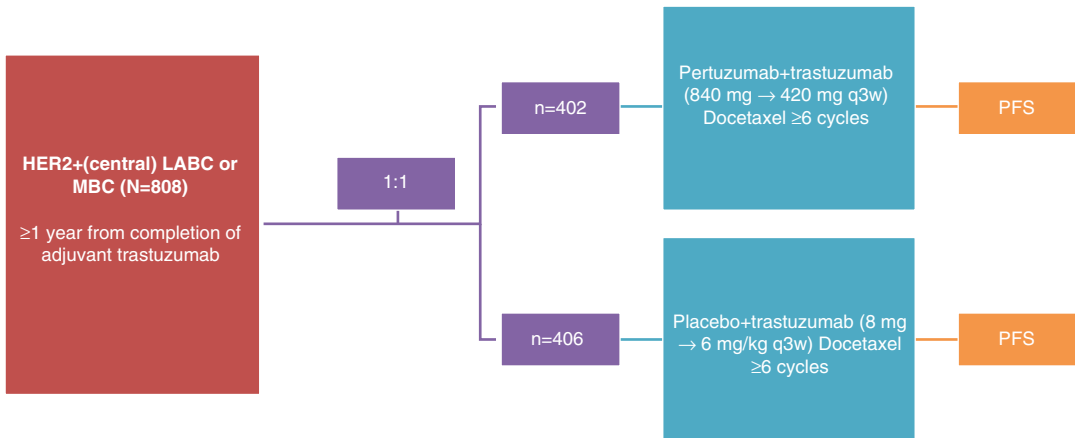 HER2+(central) LABC or
MBC (N=808)
≥1 year from completion of
adjuvant trastuzumab
1:1
n=402
Pertuzumab+trastuzumab
(840 mg → 420 mg q3w)
Docetaxel ≥6 cycles
PFS
n=406
Placebo+trastuzumab (8 mg
→ 6 mg/kg q3w) Docetaxel
≥6 cycles
PFS